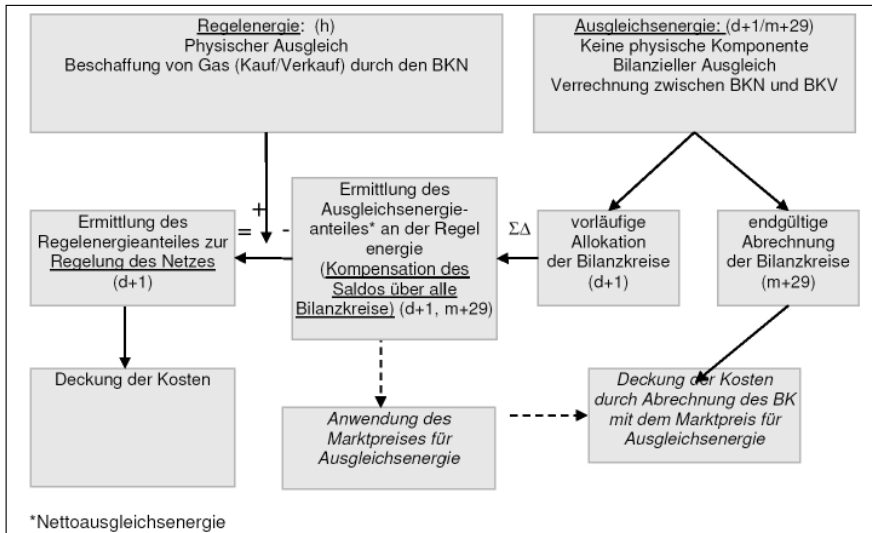 Regelenergie: (h)
Physischer Ausgleich
Beschaffung von Gas (Kauf/Verkauf) durch den BKN
Ausgleichsenergie: (d+1/m+29)
Keine physische Komponente
Bilanzieller Ausgleich
Verrechnung zwischen BKN und BKV
Ermittlung des
Regelenergieanteiles zur
Regelung des Netzes
(d+1)
=
+
-
Ermittlung des
Ausgleichsenergie-
anteiles* an der Regel
energie
(Kompensation des
Saldos über alle
Bilanzkreise) (d+1, m+29)
ΣΔ
vorläufige
Allokation
der Bilanzkreise
(d+1)
endgültige
Abrechnung
der Bilanzkreise
(m+29)
Deckung der Kosten
Anwendung des
Marktpreises für
Ausgleichsenergie
Deckung der Kosten
durch Abrechnung des BK
mit dem Marktpreis für
Ausgleichsenergie
*Nettoausgleichsenergie